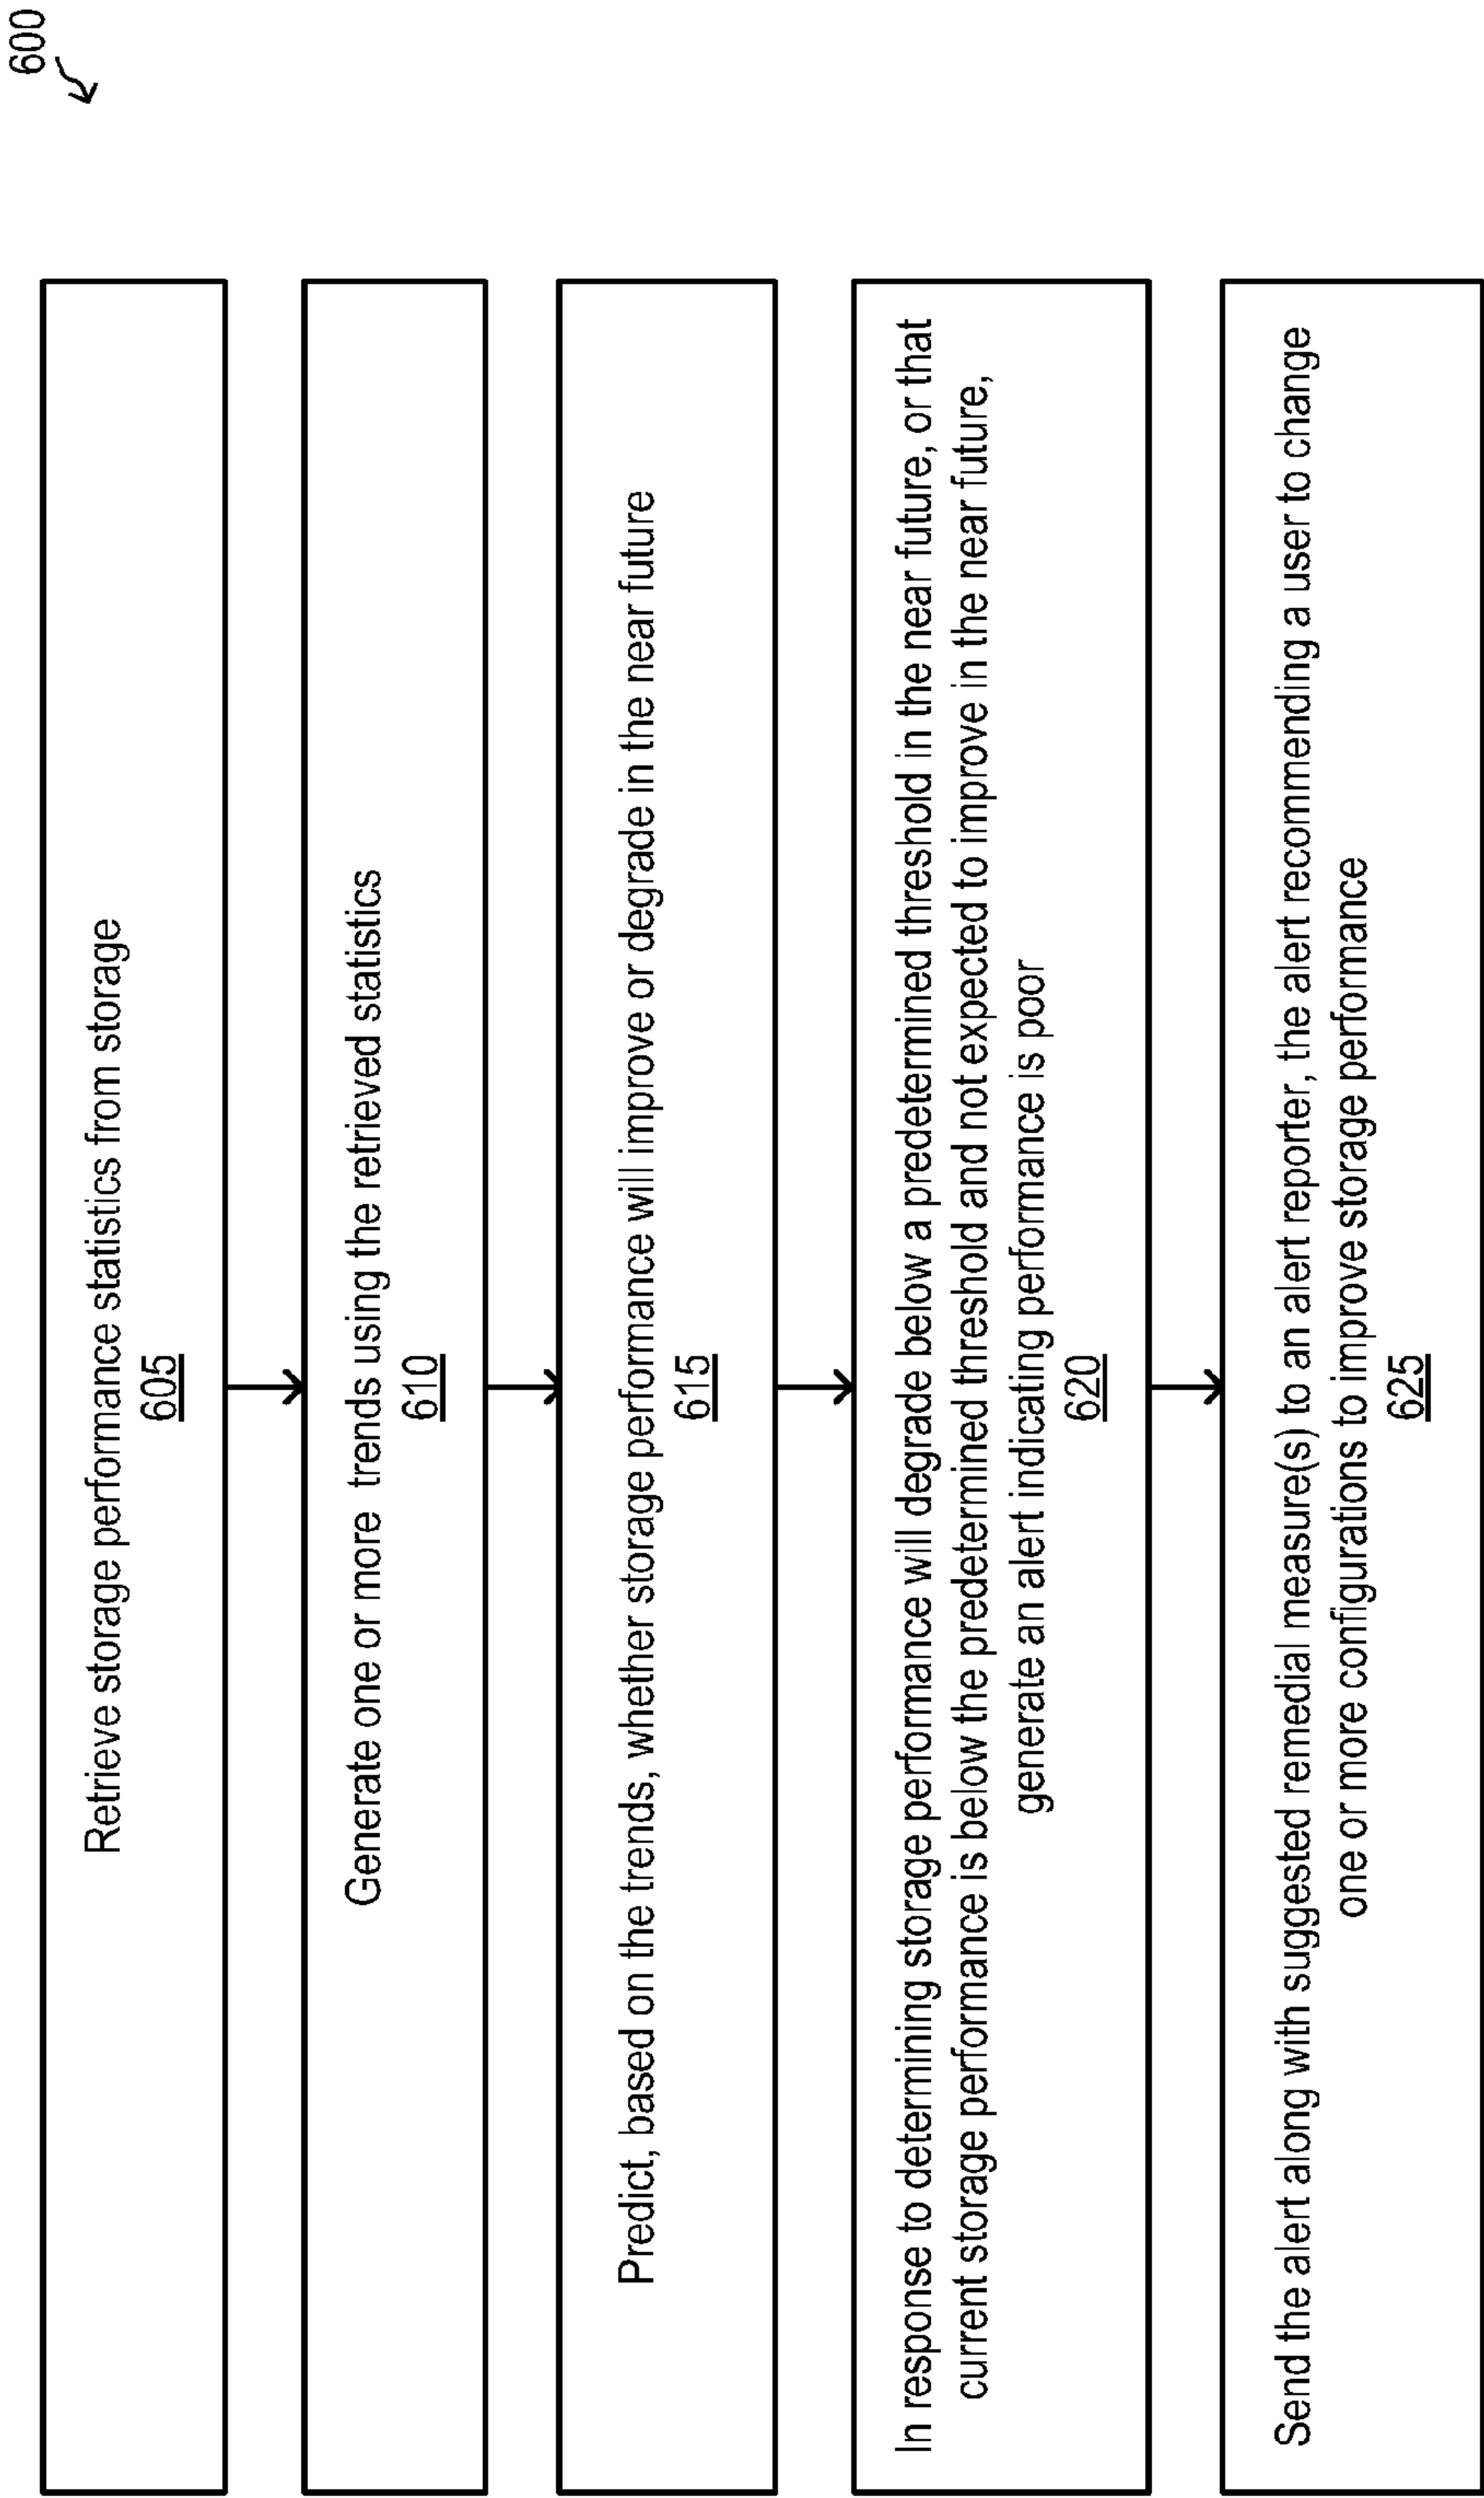 600
Retrieve storage performance statistics from storage
605
Generate one or more trends using the retrieved statistics
610
Predict, based on the trends, whether storage performance will improve or degrade in the near future
615
In response to determining storage performance will degrade below a predetermined threshold in the near future, or that
current storage performance is below the predetermined threshold and not expected to improve in the near future,
generate an alert indicating performance is poor
620
Send the alert along with suggested remedial measure(s) to an alert reporter, the alert recommending a user to change
one or more configurations to improve storage performance
625